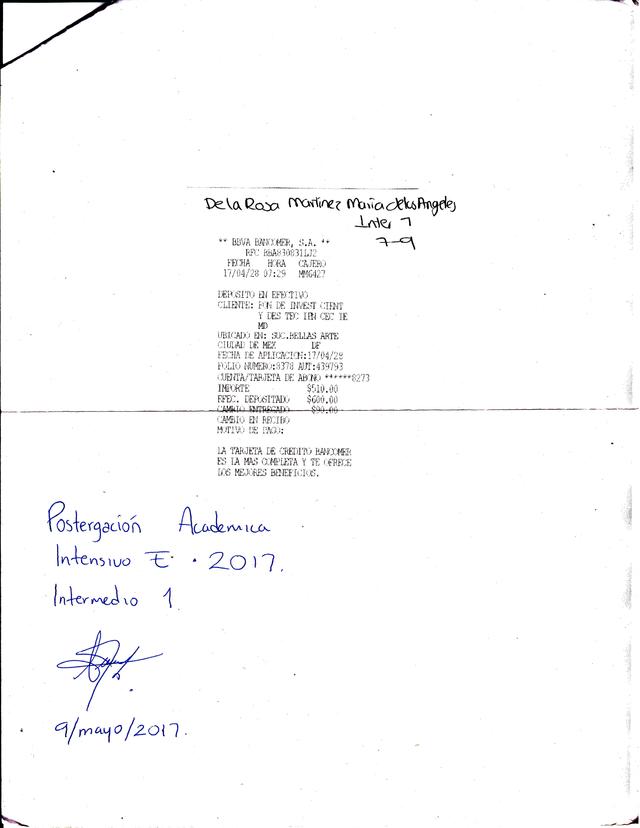 De la Rosa Martinez Maria de los Angeles
Inter 1
7-9
** BBVA BANCOMER, S.A. **
RFC BBA830831LJ2
FECHA HORA CAJERO
17/04/28 07:29 MMG427
DEPOSITO EN EFECTIVO
CLIENTE: FON DE INVEST CIENT
Y DES TEC IPN CEC IE
MD
UBICADO EN: SUC.BELLAS ARTE
CIUDAD DE MEX DF
FECHA DE APLICACION:17/04/28
FOLIO NUMERO:8378 AUT:439793
CUENTA/TARJETA DE ABONO ******8273
IMPORTE $510.00
EFEC. DEPOSITADO $600.00
CAMBIO ENTREGADO $90.00
CAMBIO EN RECIBO
MOTIVO DE PAGO:
LA TARJETA DE CREDITO BANCOMER
ES LA MAS COMPLETA Y TE OFRECE
LOS MEJORES BENEFICIOS.
Postergación Academica
Intensivo E · 2017.
Intermedio 1
9/mayo/2017.